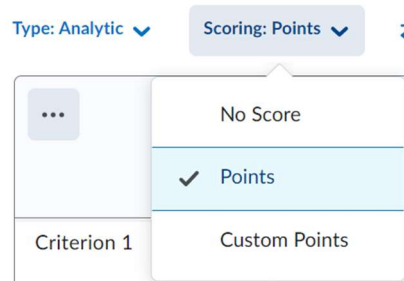 Type: Analytic Scoring: Points
No Score
Points
Custom Points
Criterion 1